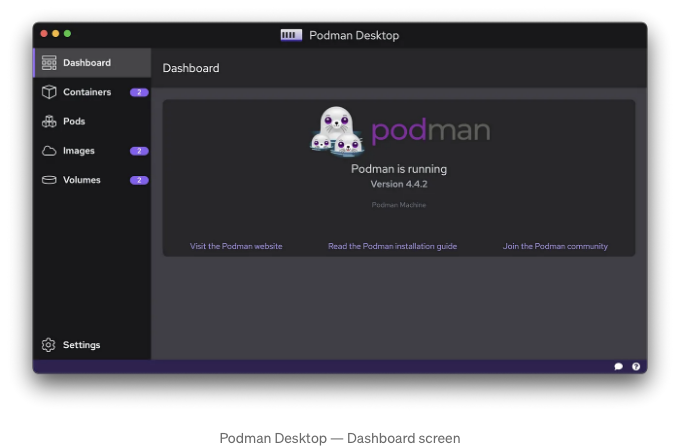 Podman Desktop
Dashboard
Containers 2
Pods
Images 2
Volumes 2
Settings
Dashboard
podman
Podman is running
Version 4.4.2
Podman Machine
Visit the Podman website Read the Podman installation guide Join the Podman community
Podman Desktop — Dashboard screen